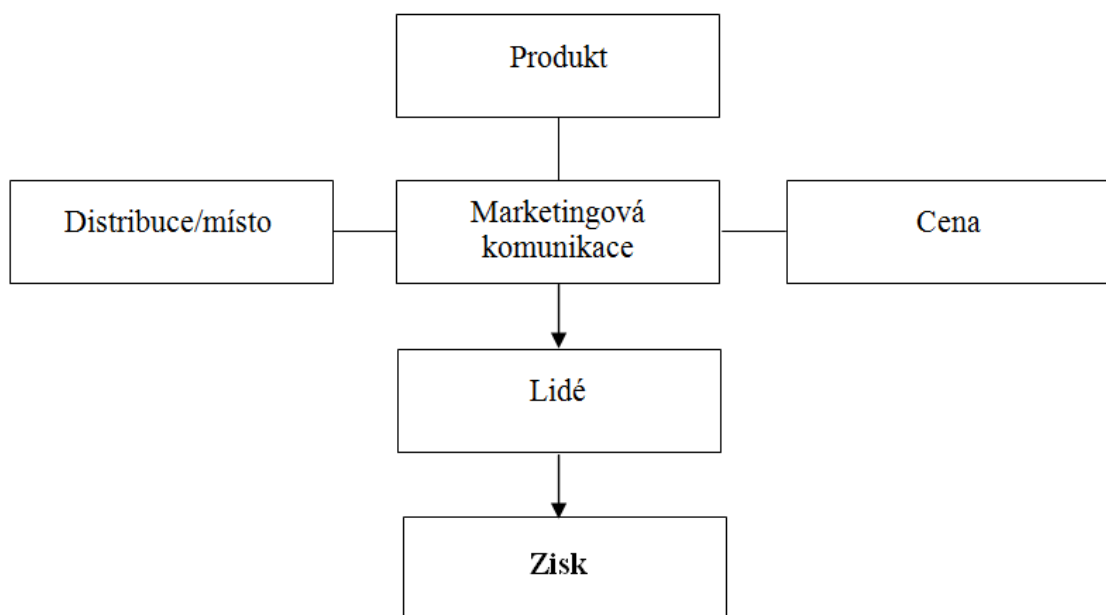 Produkt
Distribuce/místo
Marketingová
komunikace
Cena
Lidé
Zisk